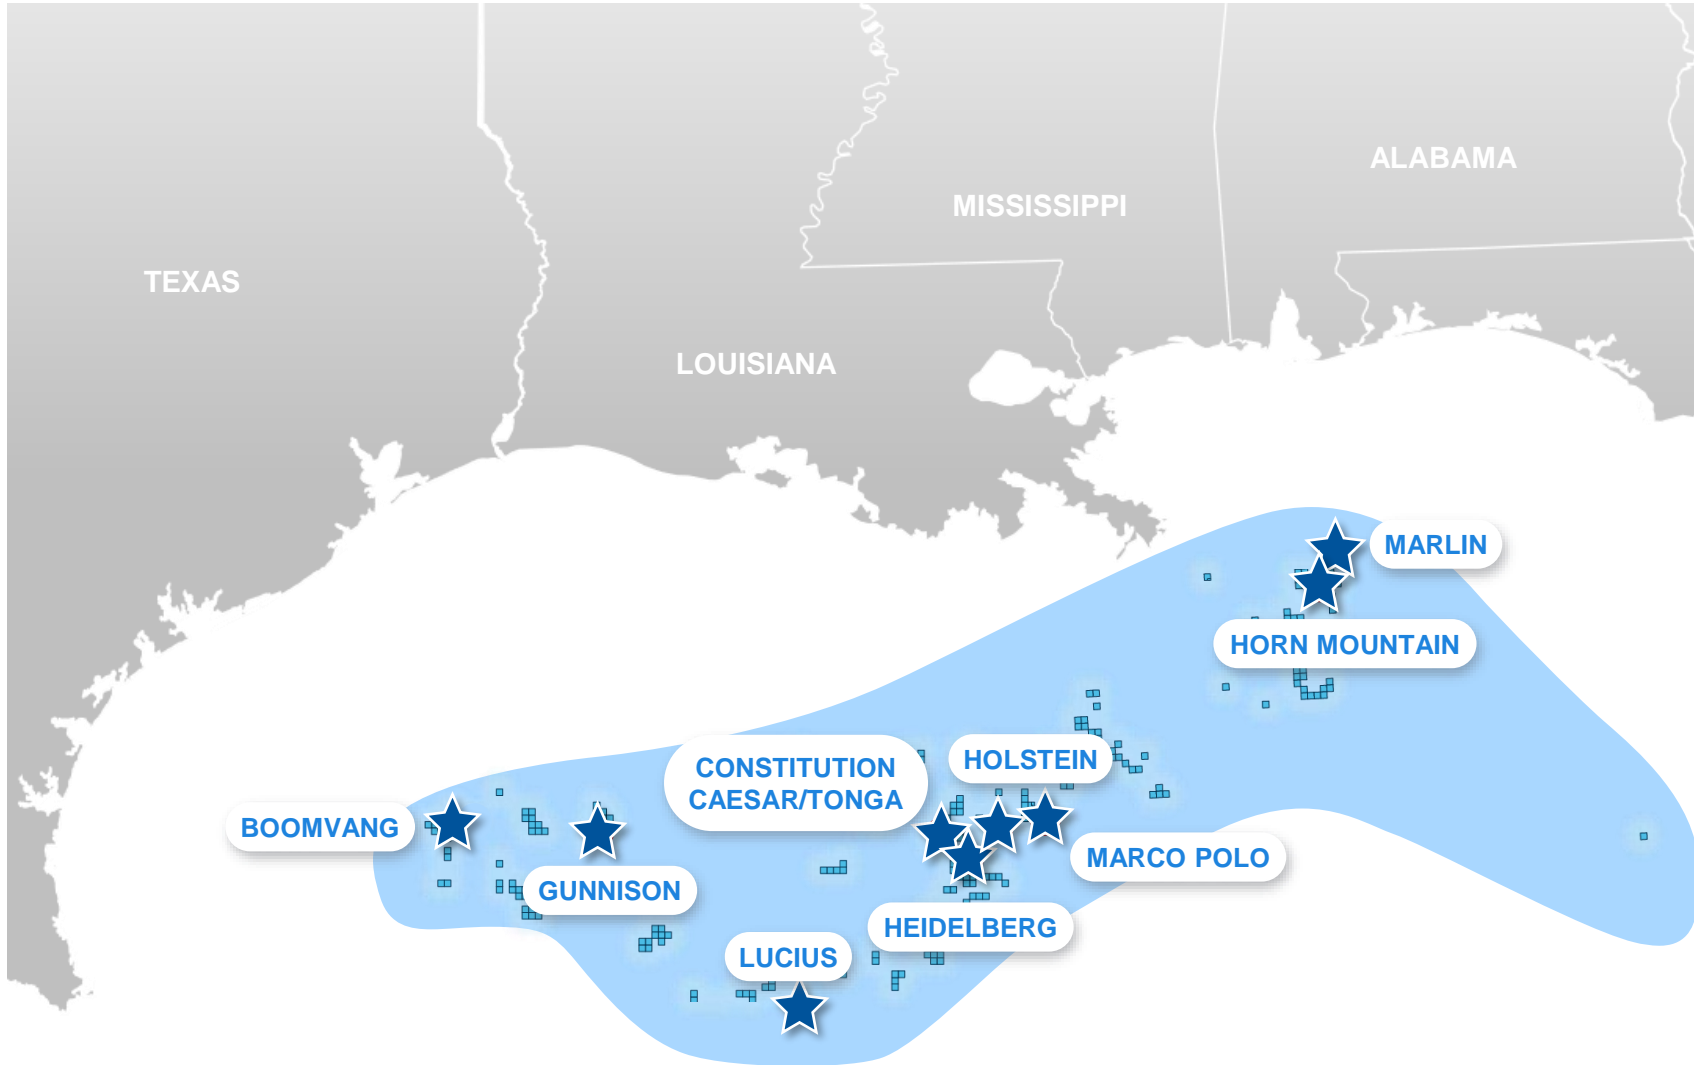 ALABAMA
MISSISSIPPI
TEXAS
LOUISIANA
MARLIN
HORN MOUNTAIN
HOLSTEIN
CONSTITUTION
CAESAR/TONGA
BOOMVANG
MARCO POLO
GUNNISON
HEIDELBERG
LUCIUS